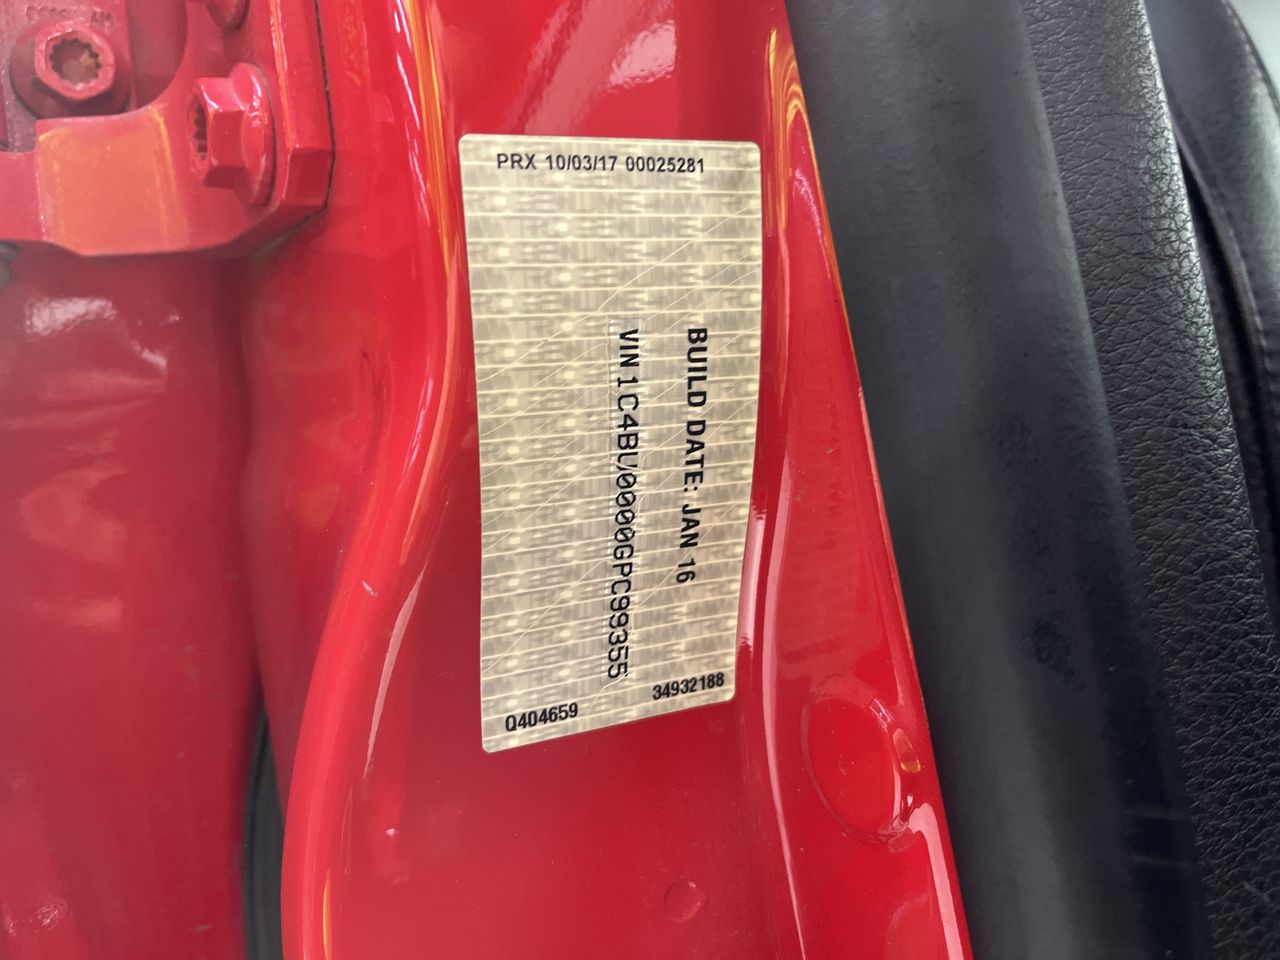 PRX 10/03/17 00025281
BUILD DATE: JAN 16
VIN 1C4BU0000GPC99355
Q404659
34932188